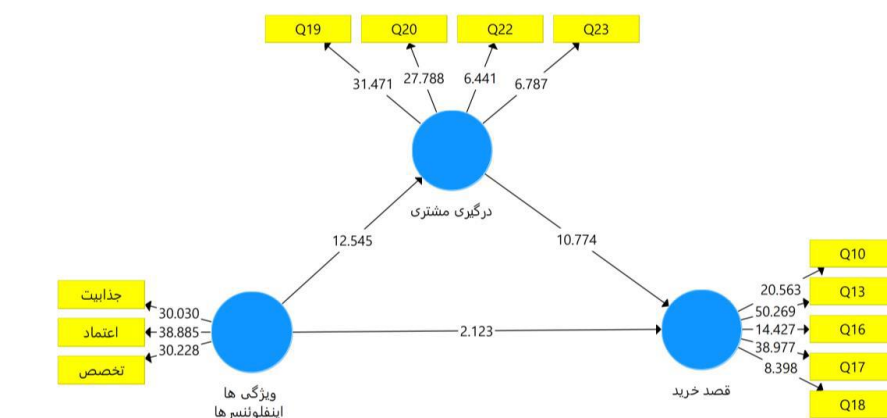 Q19
Q20
Q22
Q23
31.471
27.788
6.441
6.787
درگیری مشتری
12.545
10.774
Q10
Q13
Q16
Q17
Q18
20.563
50.269
14.427
38.977
8.398
جذابیت
اعتماد
تخصص
30.030
38.885
30.228
2.123
ویژگی ها
اینفلوئنسرها
قصد خرید